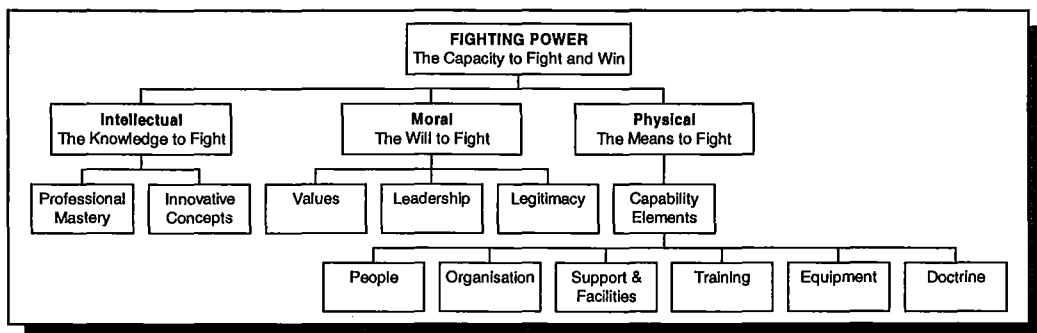 FIGHTING POWER
The Capacity to Fight and Win
Intellectual
The Knowledge to Fight
Moral
The Will to Fight
Physical
The Means to Fight
Professional
Mastery
Innovative
Concepts
Values
Leadership
Legitimacy
Capability
Elements
People
Organisation
Support &
Facilities
Training
Equipment
Doctrine